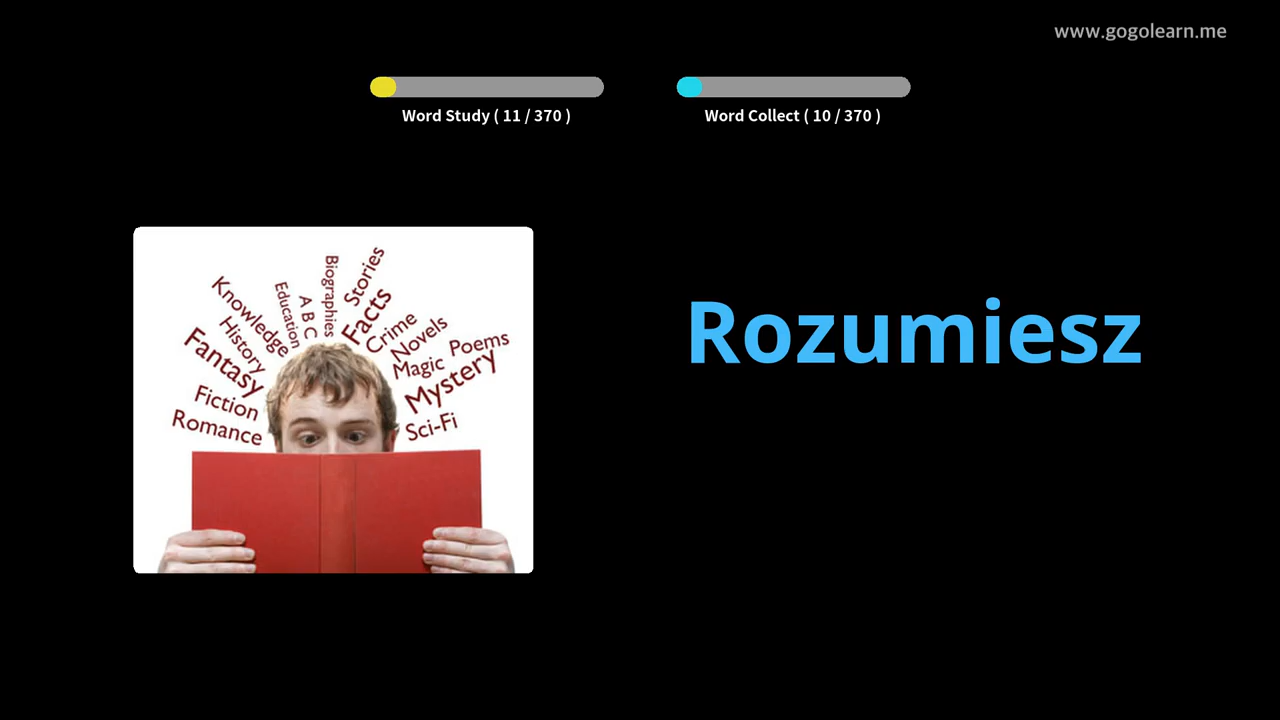 www.gogolearn.me
Word Study ( 11 / 370 )
Word Collect ( 10 / 370 )
Rozumiesz
Knowledge
History
Fantasy
Fiction
Romance
Education
A B C
Biographies
Stories
Facts
Crime
Novels
Magic
Poems
Mystery
Sci-Fi